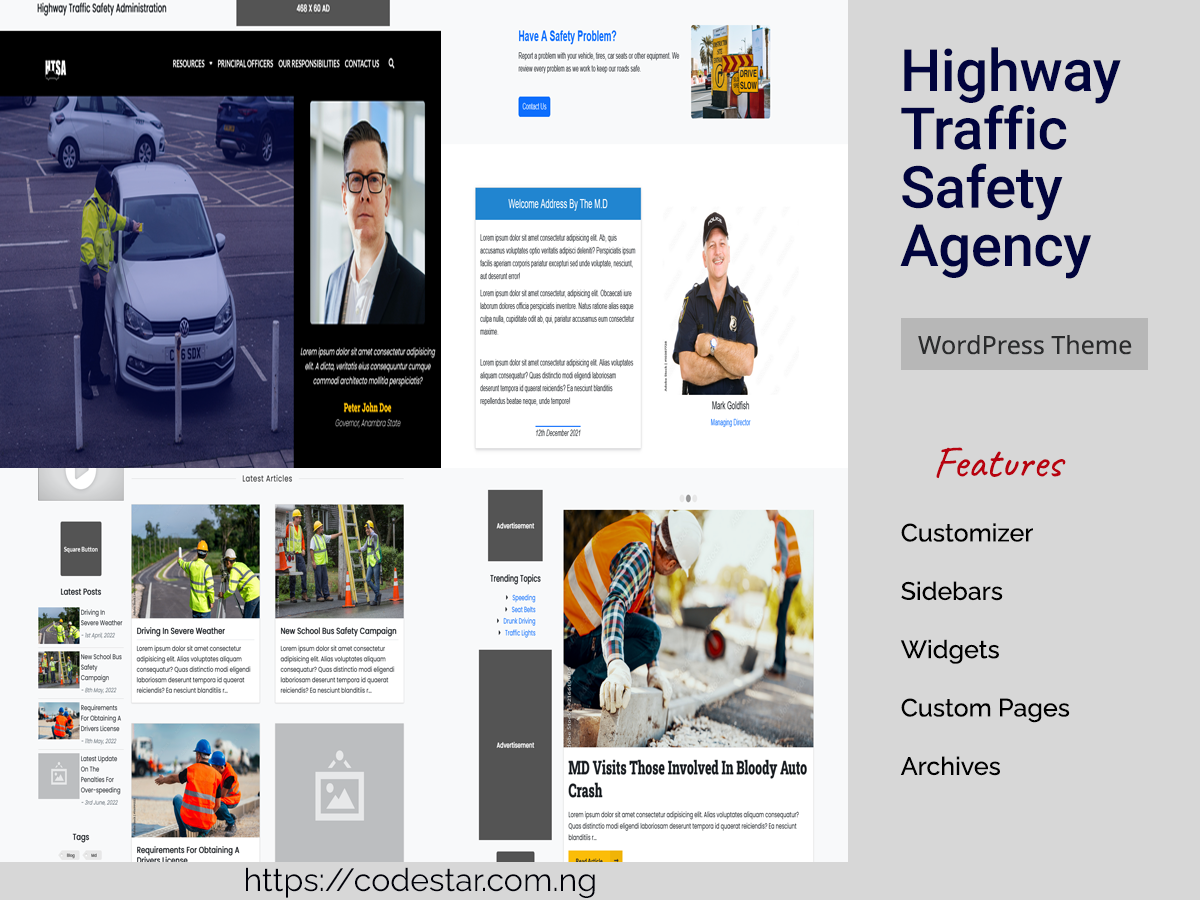 Highway Traffic Safety Administration
468 X 60 AD
HTSA
RESOURCES PRINCIPAL OFFICERS OUR RESPONSIBILITIES CONTACT US
Lorem ipsum dolor sit amet consectetur adipisicing
elit. A dicta, veritatis eius consequuntur cumque
commodi architecto mollitia perspiciatis?
Peter John Doe
Governor, Anambra State
Have A Safety Problem?
Report a problem with your vehicle, tires, car seats or other equipment. We
review every problem as we work to keep our roads safe.
Contact Us
DRIVE
SLOW
Welcome Address By The M.D
Lorem ipsum dolor sit amet consectetur adipisicing elit. Ab, quis
accusamus voluptates optio veritatis adipisci deleniti? Perspiciatis ipsum
facilis aperiam corporis pariatur excepturi sed unde voluptate, nesciunt,
aut deserunt error!
Lorem ipsum dolor sit amet consectetur, adipisicing elit. Obcaecati iure
laborum dolores officia perspiciatis inventore. Natus ratione alias eaque
culpa nulla, cupiditate odit ab, qui, pariatur accusamus eum consectetur
maxime.
Lorem ipsum dolor sit amet consectetur adipisicing elit. Alias voluptates
aliquam consequatur? Quas distinctio modi eligendi laboriosam
deserunt tempora id quaerat reiciendis? Ea nesciunt blanditiis
repellendus beatae neque, unde tempore!
12th December 2021
POLICE
Mark Goldfish
Managing Director
Latest Articles
Square Button
Latest Posts
Driving In
Severe Weather
- 1st April, 2022
New School Bus
Safety
Campaign
- 8th May, 2022
Requirements
For Obtaining A
Drivers License
- 11th May, 2022
Latest Update
On The
Penalties For
Over-speeding
- 3rd June, 2022
Tags
Driving In Severe Weather
Lorem ipsum dolor sit amet consectetur
adipisicing elit. Alias voluptates aliquam
consequatur? Quas distinctio modi eligendi
laboriosam deserunt tempora id quaerat
reiciendis? Ea nesciunt blanditiis r...
New School Bus Safety Campaign
Lorem ipsum dolor sit amet consectetur
adipisicing elit. Alias voluptates aliquam
consequatur? Quas distinctio modi eligendi
laboriosam deserunt tempora id quaerat
reiciendis? Ea nesciunt blanditiis r...
Requirements For Obtaining A
Drivers License
Advertisement
Trending Topics
Speeding
Seat Belts
Drunk Driving
Traffic Lights
Advertisement
MD Visits Those Involved In Bloody Auto
Crash
Lorem ipsum dolor sit amet consectetur adipisicing elit. Alias voluptates aliquam consequatur?
Quas distinctio modi eligendi laboriosam deserunt tempora id quaerat reiciendis? Ea nesciunt
blanditiis r...
Read Article
https://codestar.com.ng
Highway
Traffic
Safety
Agency
WordPress Theme
Features
Customizer
Sidebars
Widgets
Custom Pages
Archives